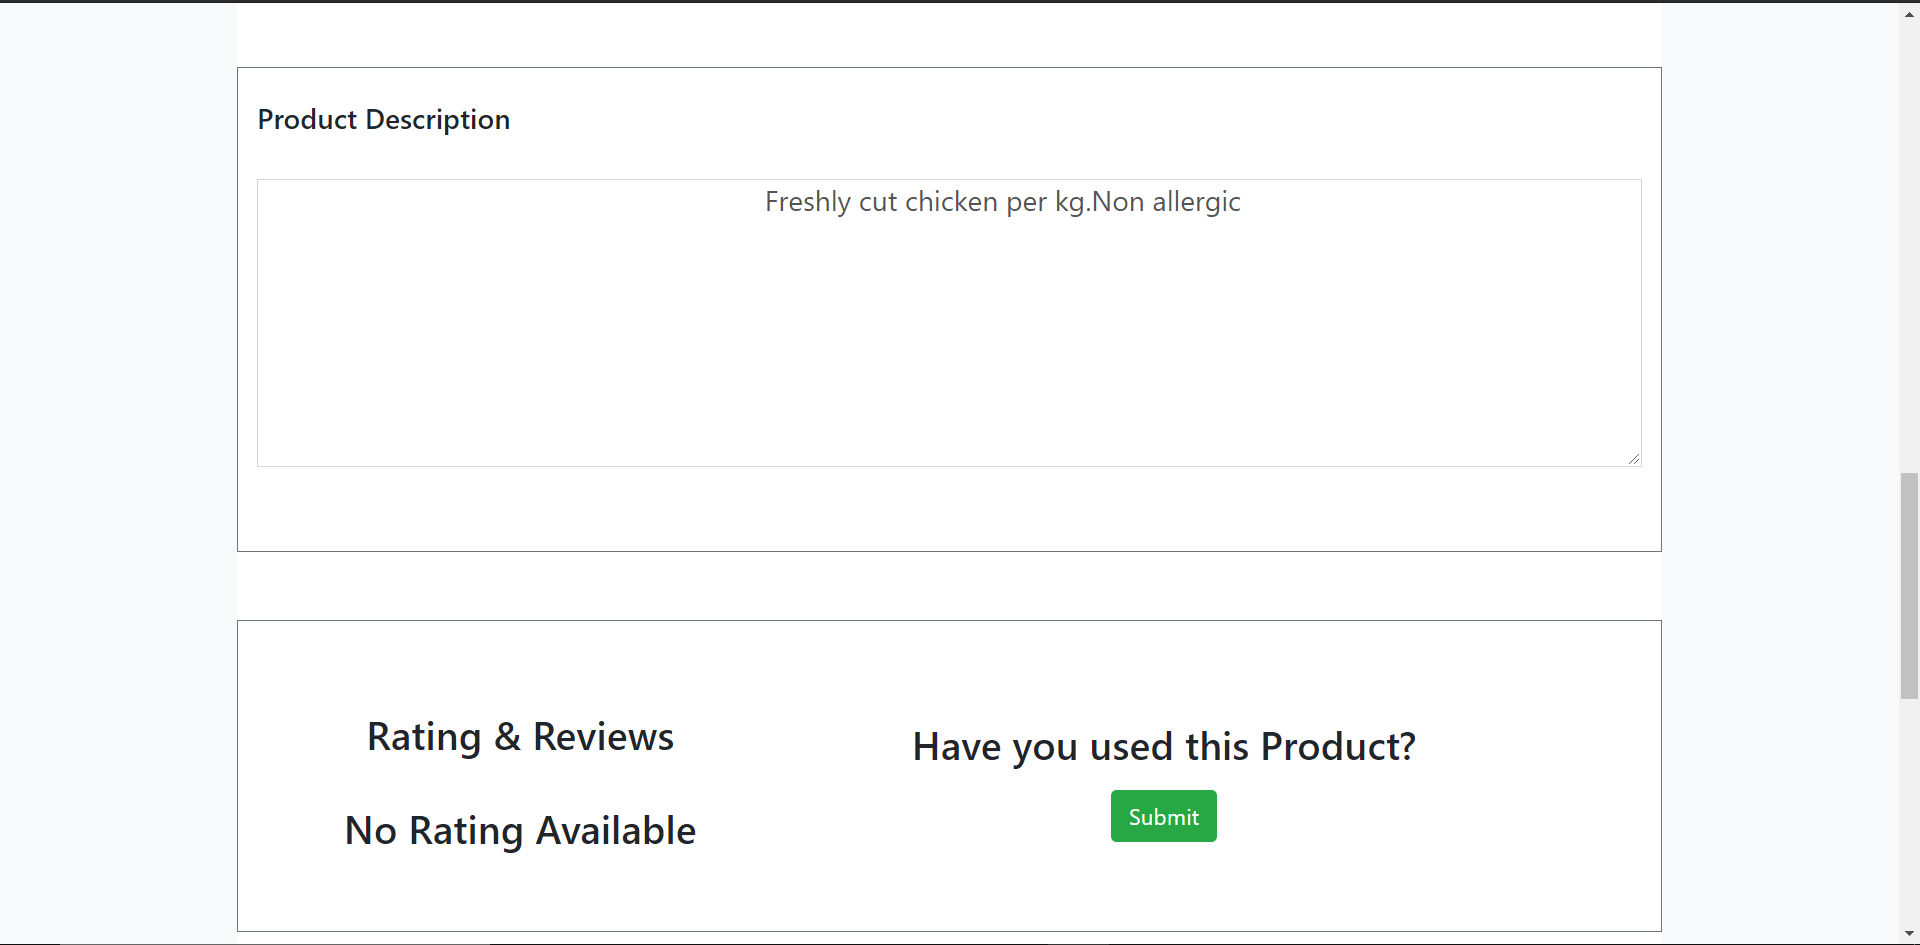 Product Description
Freshly cut chicken per kg.Non allergic
Rating & Reviews
No Rating Available
Have you used this Product?
Submit